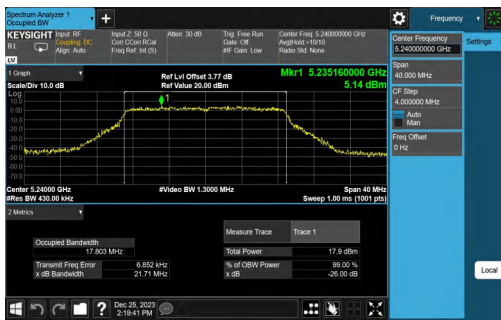 Spectrum Analyzer 1
Occupied BW
Frequency
KEYSIGHT
RL
Input: RF
Coupling: DC
Align: Auto
Input Z: 50 Ω
Corr CCorr RCal
Freq Ref: Int (S)
Atten: 30 dB
Trig: Free Run
Gate: Off
#IF Gain: Low
Center Freq: 5.240000000 GHz
Avg|Hold:>10/10
Radio Std: None
Center Frequency
5.240000000 GHz
Settings
Span
40.000 MHz
CF Step
4.000000 MHz
Auto
Man
Freq Offset
0 Hz
Local
1 Graph
Scale/Div 10.0 dB
Ref Lvl Offset 3.77 dB
Ref Value 20.00 dBm
Mkr1 5.235160000 GHz
5.14 dBm
Log
10.0
0.00
-10.0
-20.0
-30.0
-40.0
-50.0
-60.0
-70.0
1
Center 5.24000 GHz
#Res BW 430.00 kHz
#Video BW 1.3000 MHz
Span 40 MHz
Sweep 1.00 ms (1001 pts)
2 Metrics
Measure Trace
Trace 1
Occupied Bandwidth
17.803 MHz
Total Power
17.9 dBm
Transmit Freq Error
6.852 kHz
% of OBW Power
99.00 %
x dB Bandwidth
21.71 MHz
x dB
-26.00 dB
Dec 25, 2023
2:19:41 PM